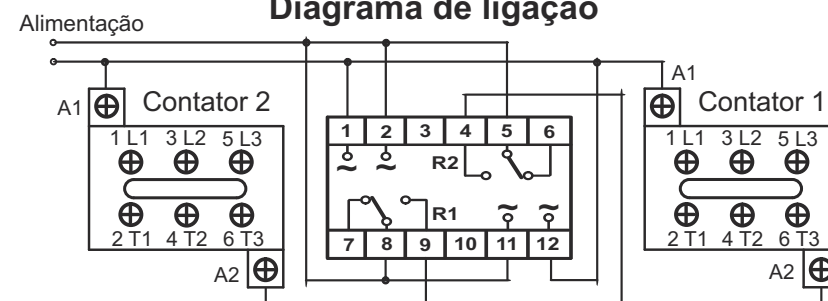 Diagrama de ligação
Alimentação
A1
A1
Contator 2
Contator 1
1 L1 3 L2 5 L3
1 2 3 4 5 6
1 L1 3 L2 5 L3
~ ~
R2
R1
~ ~
2 T1 4 T2 6 T3
7 8 9 10 11 12
2 T1 4 T2 6 T3
A2
A2